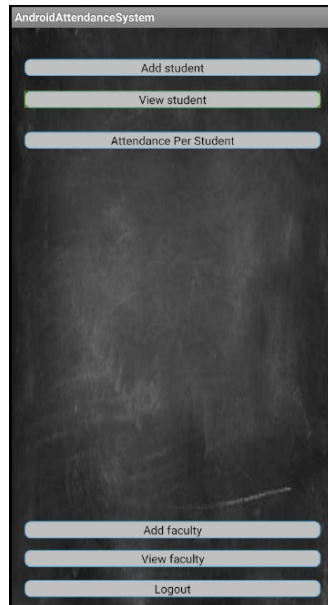 AndroidAttendanceSystem
Add student
View student
Attendance Per Student
Add faculty
View faculty
Logout